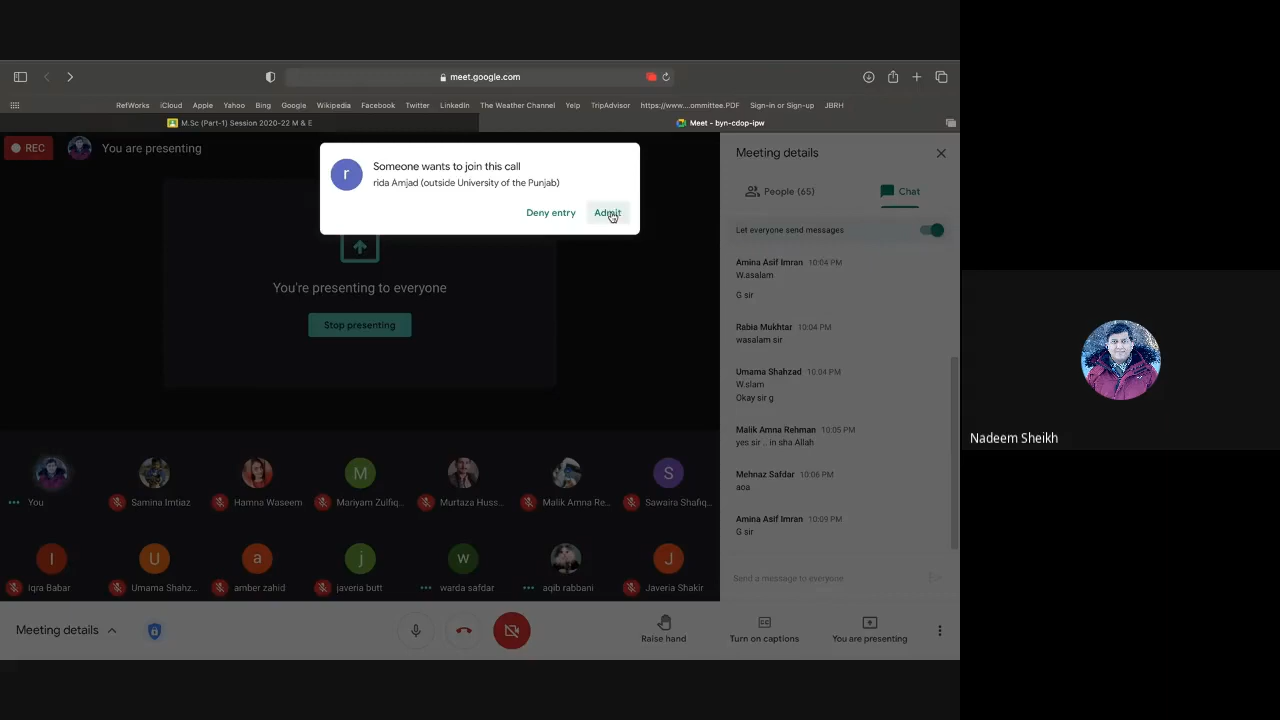 meet.google.com
RefWorks iCloud Apple Yahoo Bing Google Wikipedia Facebook Twitter LinkedIn The Weather Channel Yelp TripAdvisor https://www....ommittee.PDF Sign-in or Sign-up JBRH
M.Sc (Part-1) Session 2020-22 M & E
Meet - byn-cdop-ipw
REC
You are presenting
r
Someone wants to join this call
rida Amjad (outside University of the Punjab)
Deny entry
Admit
You're presenting to everyone
Stop presenting
Meeting details
People (65)
Chat
Let everyone send messages
Amina Asif Imran 10:04 PM
W.asalam
G sir
Rabia Mukhtar 10:04 PM
wasalam sir
Umama Shahzad 10:04 PM
W.slam
Okay sir g
Malik Amna Rehman 10:05 PM
yes sir .. in sha Allah
Mehnaz Safdar 10:06 PM
aoa
Amina Asif Imran 10:09 PM
G sir
Send a message to everyone
M
S
You
Samina Imtiaz
Hamna Waseem
Mariyam Zulfiq...
Murtaza Huss...
Malik Amna Re...
Sawaira Shafiq...
I
U
a
j
w
J
Iqra Babar
Umama Shahz...
amber zahid
javeria butt
warda safdar
aqib rabbani
Javeria Shakir
Meeting details
Raise hand
Turn on captions
You are presenting
Nadeem Sheikh